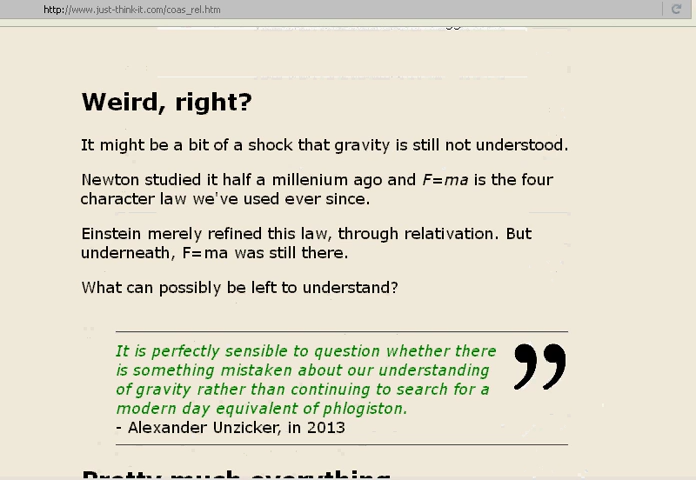 http://www.just-think-it.com/coas_rel.htm
Weird, right?
It might be a bit of a shock that gravity is still not understood.
Newton studied it half a millenium ago and F=ma is the four
character law we've used ever since.
Einstein merely refined this law, through relativation. But
underneath, F=ma was still there.
What can possibly be left to understand?
It is perfectly sensible to question whether there
is something mistaken about our understanding
of gravity rather than continuing to search for a
modern day equivalent of phlogiston.
- Alexander Unzicker, in 2013
Pretty much everything